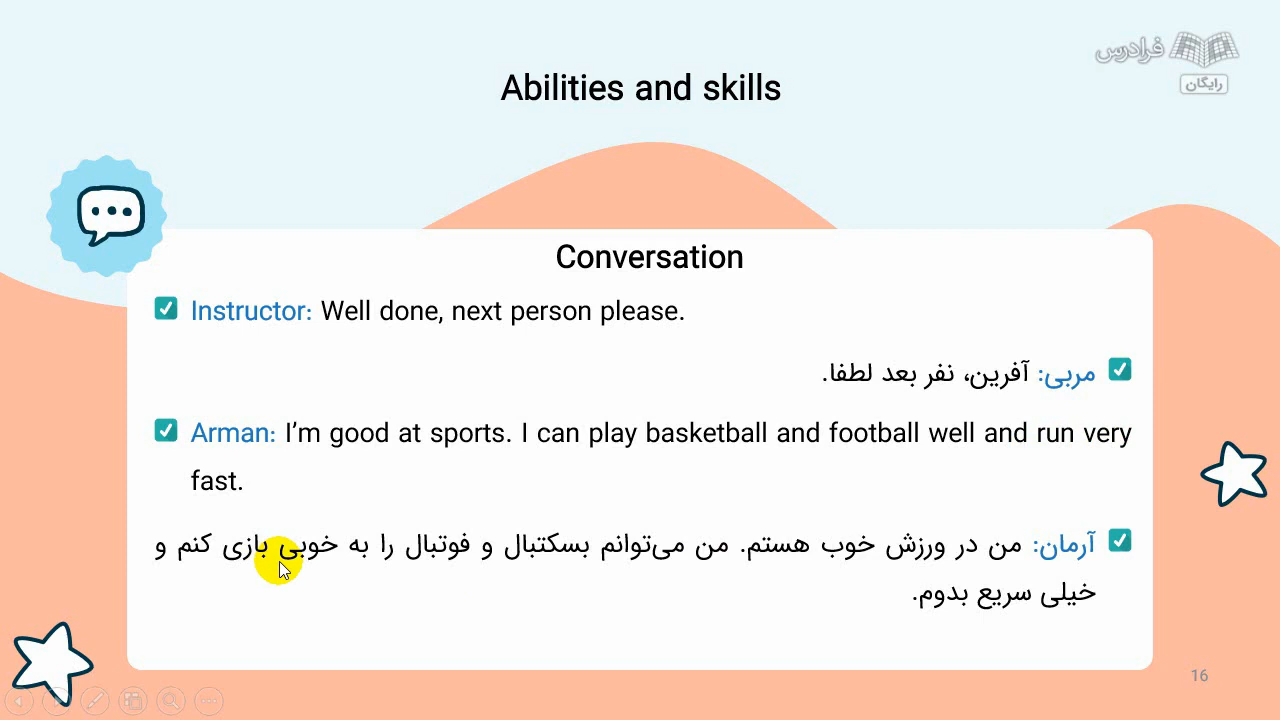 فرادرس
رایگان
Abilities and skills
Conversation
Instructor: Well done, next person please.
مربی: آفرین، نفر بعد لطفا.
Arman: I’m good at sports. I can play basketball and football well and run very
fast.
آرمان: من در ورزش خوب هستم. من می‌توانم بسکتبال و فوتبال را به خوبی بازی کنم و
خیلی سریع بدوم.
16